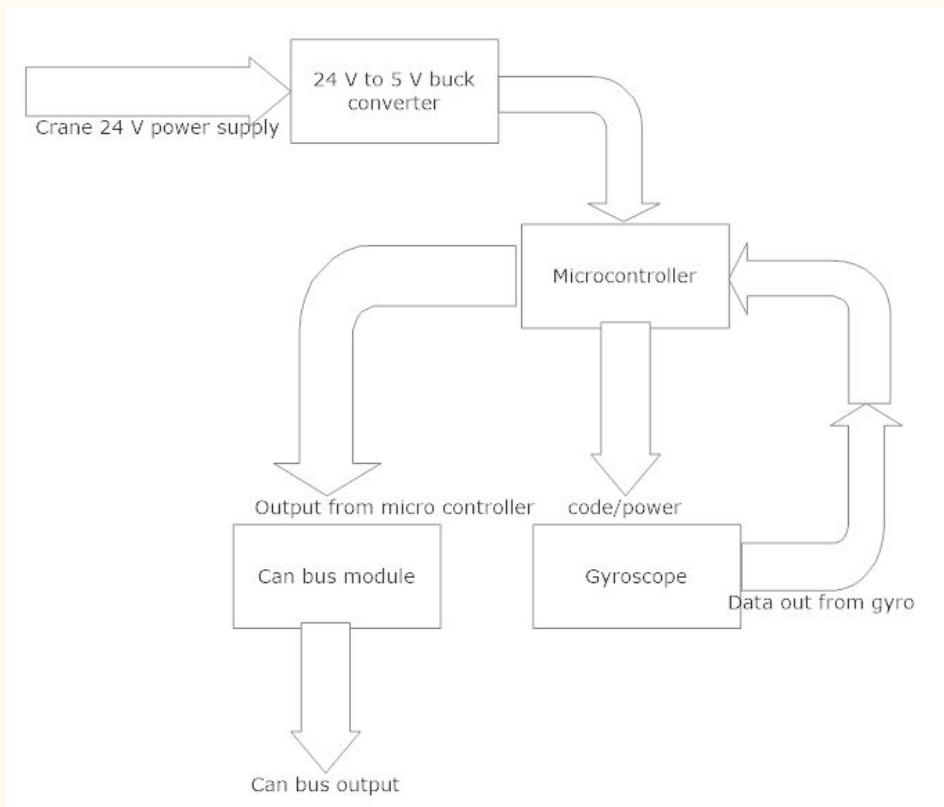 24 V to 5 V buck
converter
Crane 24 V power supply
Microcontroller
Output from micro controller
code/power
Can bus module
Gyroscope
Data out from gyro
Can bus output